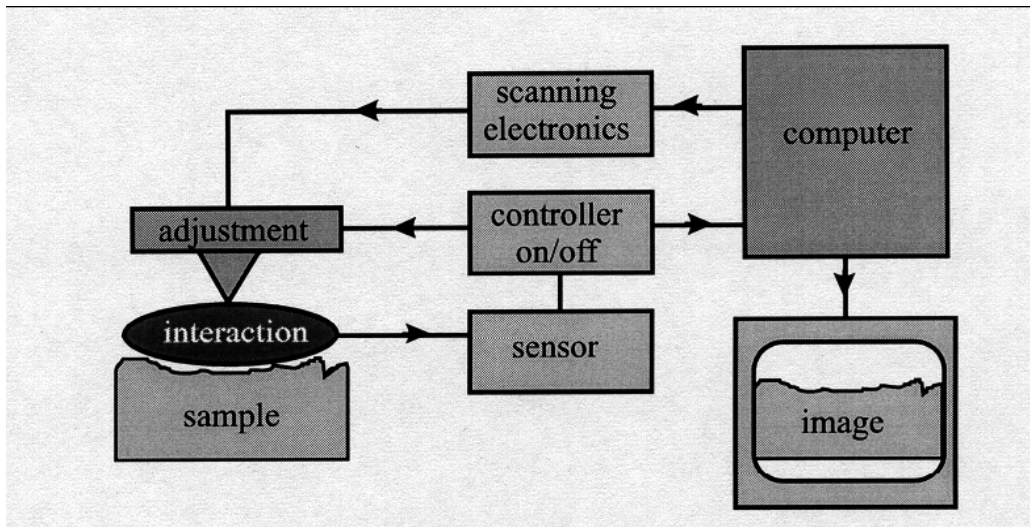 scanning
electronics
computer
adjustment
controller
on/off
interaction
sensor
sample
image